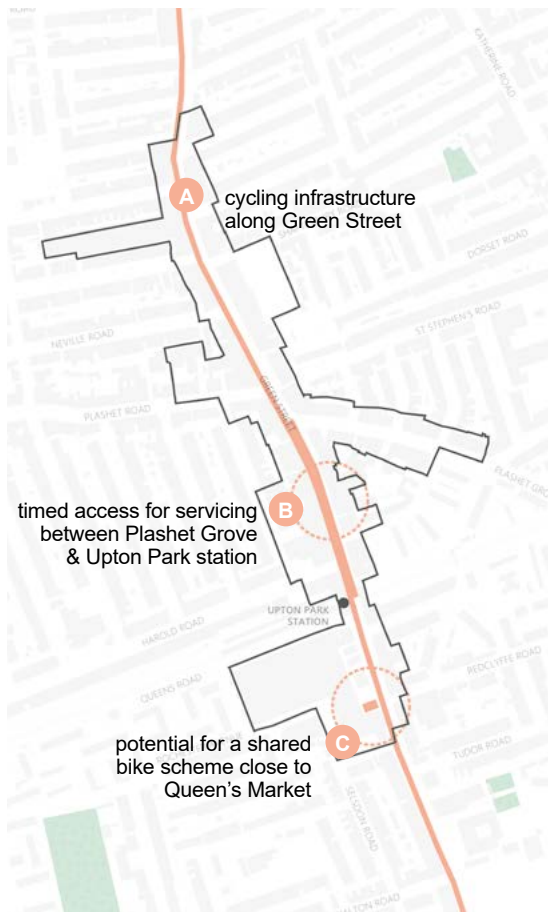 KATHERINE ROAD
A
cycling infrastructure
along Green Street
DORSET ROAD
ST STEPHEN'S ROAD
NEVILLE ROAD
GREEN STREET
PLASHET ROAD
PLASHET GRO
B
timed access for servicing
between Plashet Grove
& Upton Park station
UPTON PARK
STATION
HAROLD ROAD
REDCLYFFE ROAD
QUEENS ROAD
C
potential for a shared
bike scheme close to
Queen’s Market
TUDOR ROAD
SELSDON ROAD